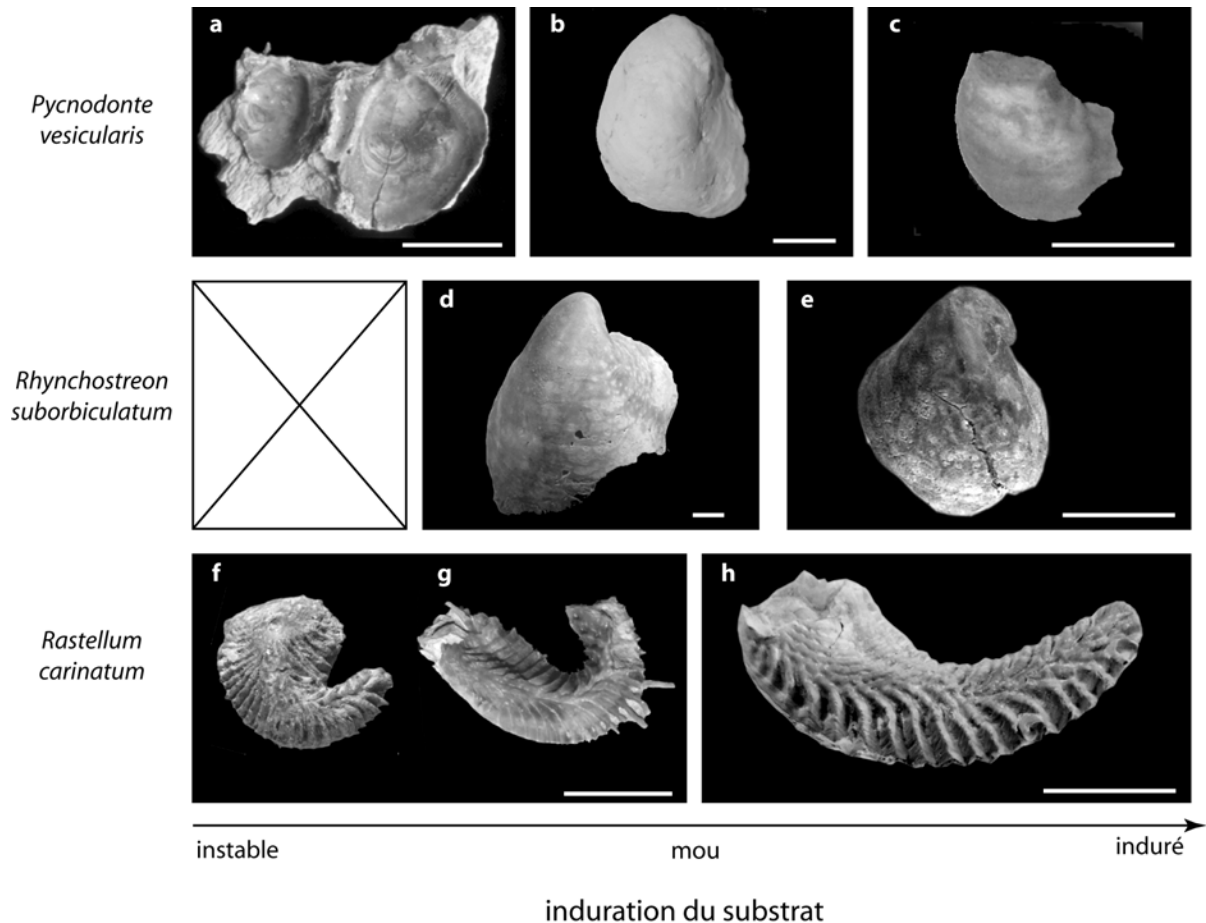 a
b
c
Pycnodonte
vesicularis
d
e
Rhynchostreon
suborbiculatum
f
g
h
Rastellum
carinatum
instable
mou
induré
induration du substrat